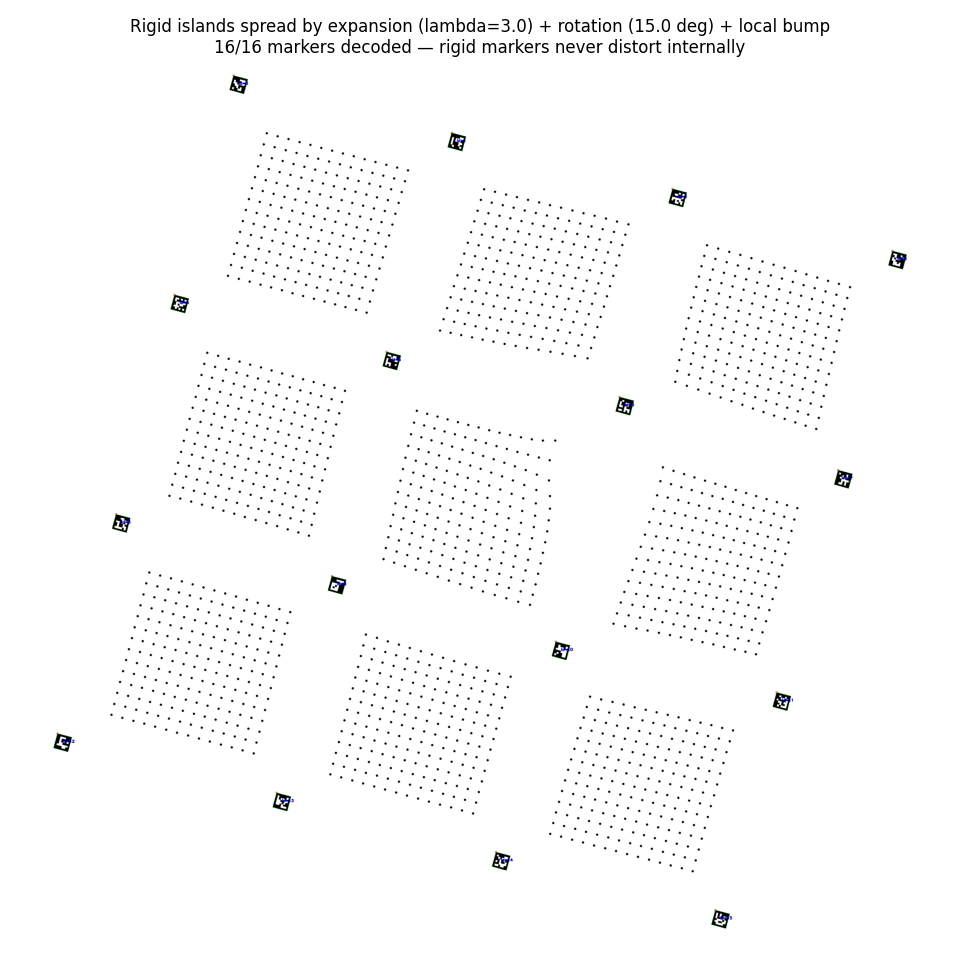 Rigid islands spread by expansion (lambda=3.0) + rotation (15.0 deg) + local bump
16/16 markers decoded — rigid markers never distort internally